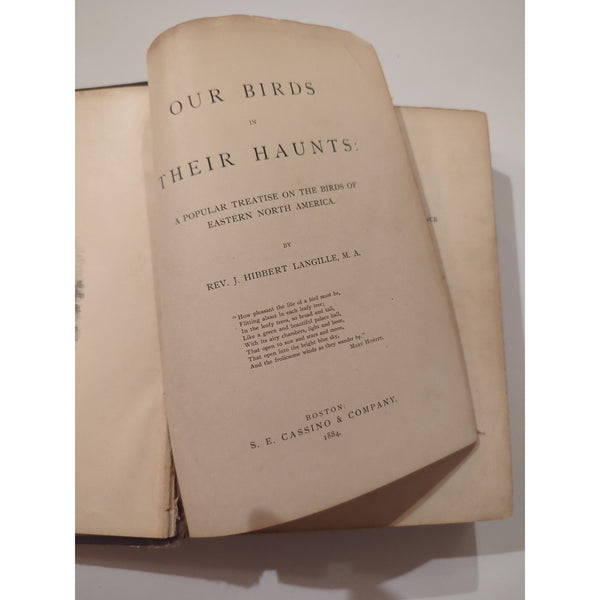 OUR BIRDS
IN
THEIR HAUNTS:
A POPULAR TREATISE ON THE BIRDS OF
EASTERN NORTH AMERICA.
BY
REV. J. HIBBERT LANGILLE, M. A.
"How pleasant the life of a bird must be,
Flitting about in each leafy tree;
In the leafy trees, so broad and tall,
Like a green and beautiful palace hall,
With its airy chambers, light and boon,
That open to sun and stars and moon,
That open into the bright blue sky,
And the frolicsome winds as they wander by."
MARY HOWITT.
BOSTON:
S. E. CASSINO & COMPANY.
1884.